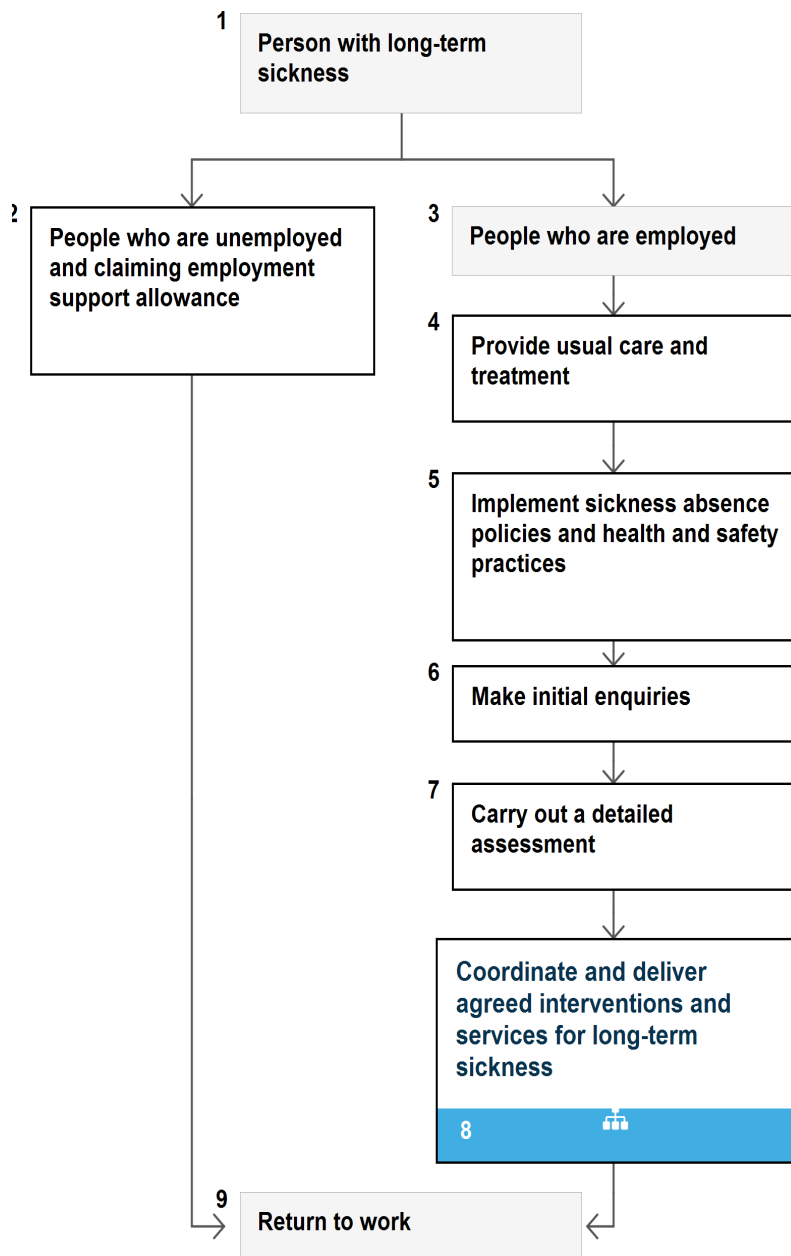 1
Person with long-term
sickness
2
People who are unemployed
and claiming employment
support allowance
3
People who are employed
4
Provide usual care and
treatment
5
Implement sickness absence
policies and health and safety
practices
6
Make initial enquiries
7
Carry out a detailed
assessment
Coordinate and deliver
agreed interventions and
services for long-term
sickness
8
9
Return to work